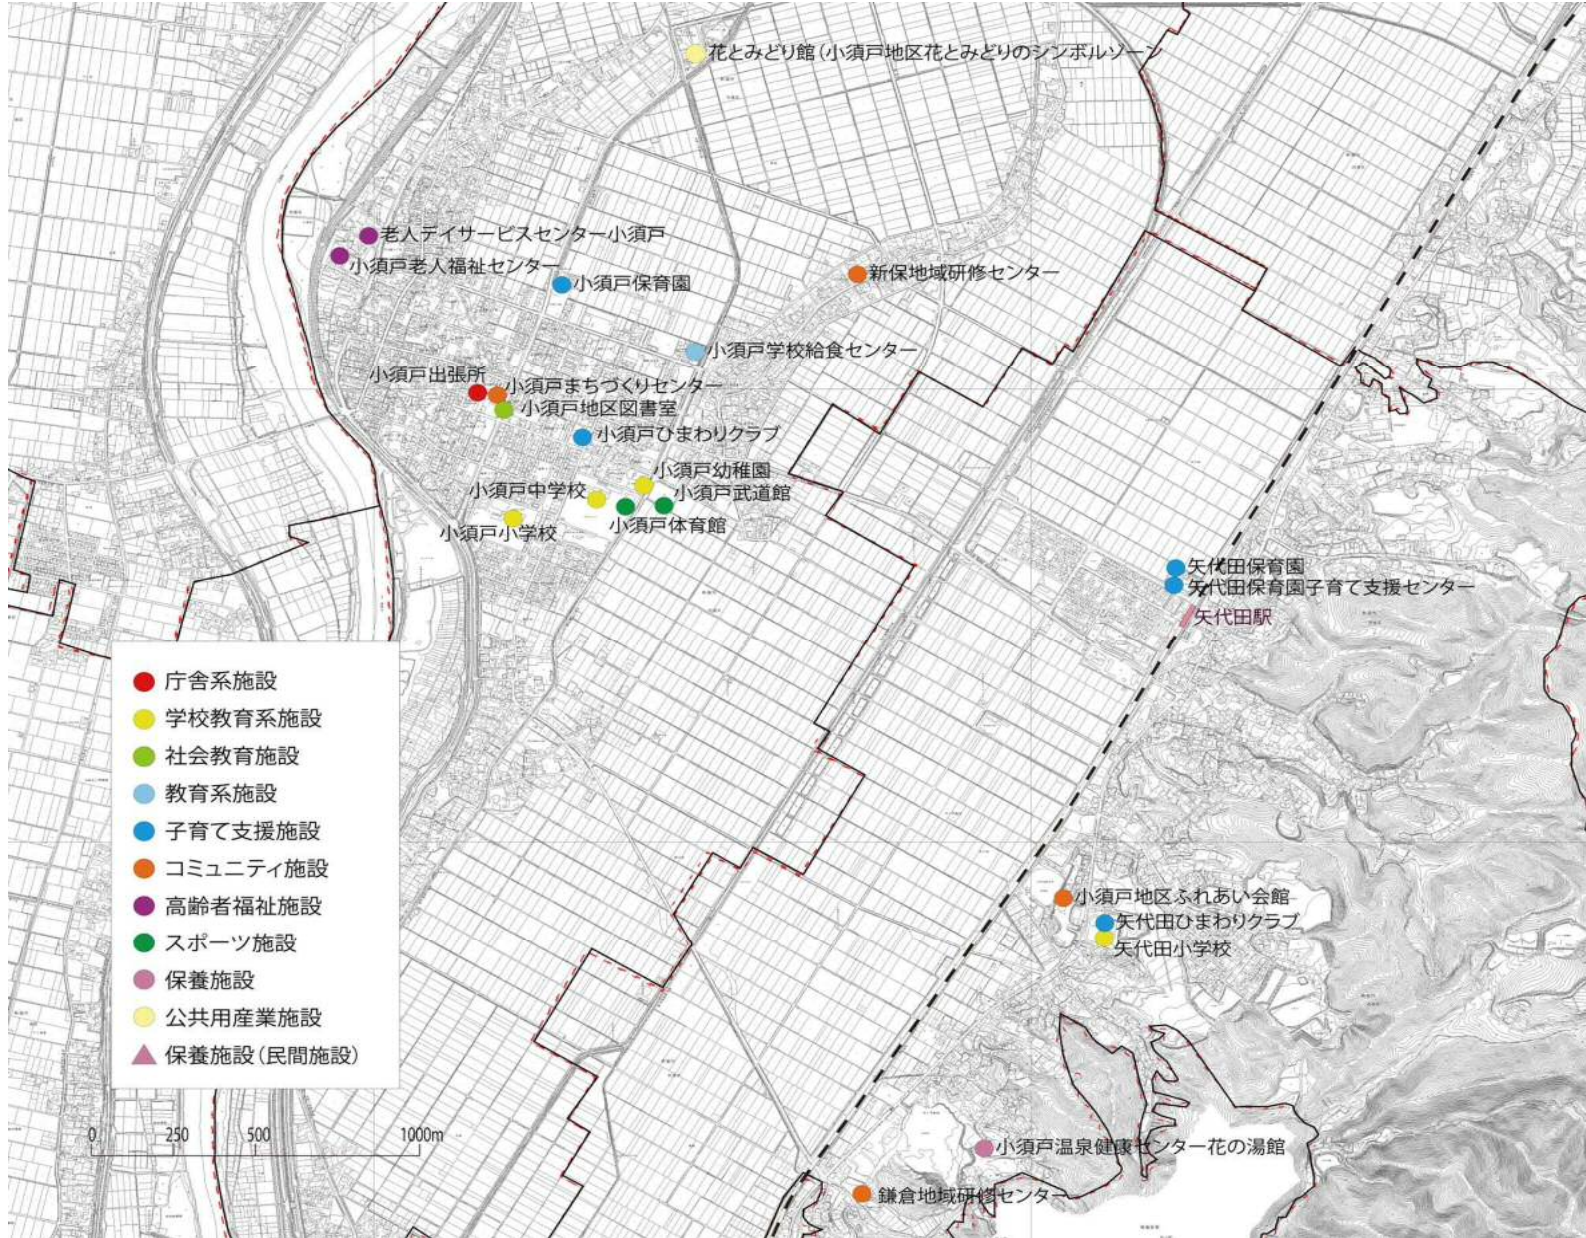 花とみどり館(小須戸地区花とみどりのシンボルゾーン
老人デイサービスセンター小須戸
小須戸老人福祉センター
小須戸保育園
新保地域研修センター
小須戸学校給食センター
小須戸出張所
小須戸まちづくりセンター
小須戸地区図書室
小須戸ひまわりクラブ
小須戸幼稚園
小須戸中学校
小須戸武道館
小須戸体育館
小須戸小学校
矢代田保育園
矢代田保育園子育て支援センター
矢代田駅
庁舎系施設
学校教育系施設
社会教育施設
教育系施設
子育て支援施設
コミュニティ施設
高齢者福祉施設
スポーツ施設
保養施設
公共用産業施設
保養施設(民間施設)
小須戸地区ふれあい会館
矢代田ひまわりクラブ
矢代田小学校
0 250 500 1000m
小須戸温泉健康センター花の湯館
鎌倉地域研修センター